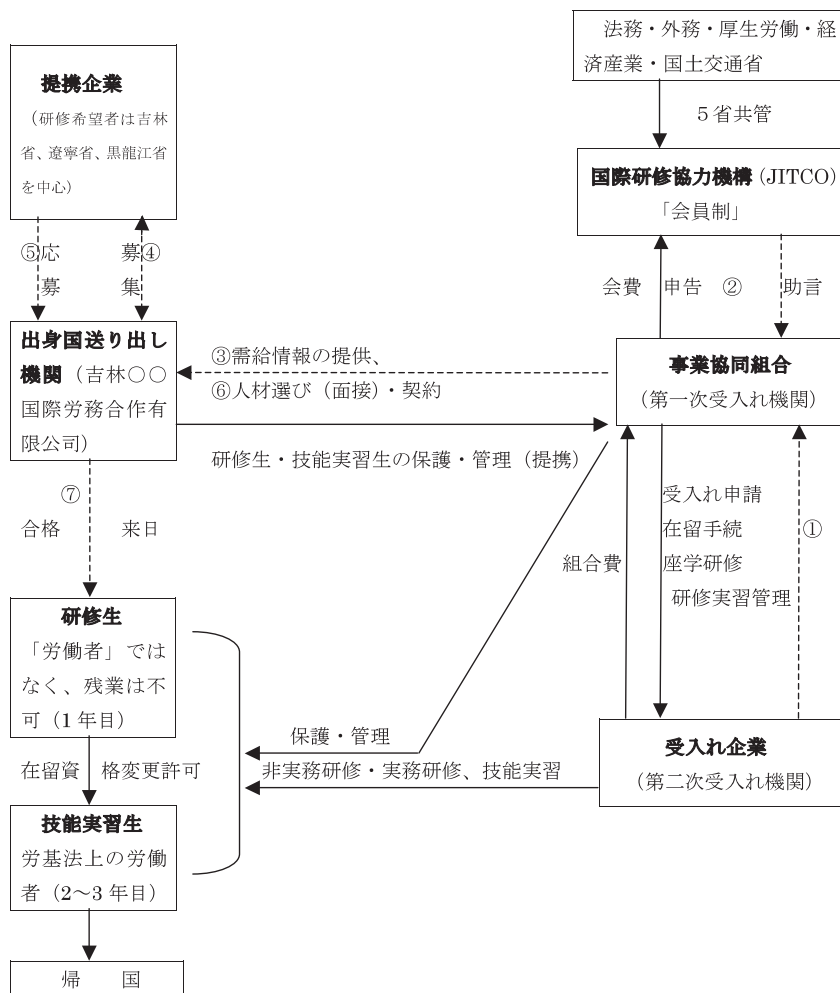 法務・外務・厚生労働・経
済産業・国土交通省
5省共管
国際研修協力機構 (JITCO)
「会員制」
会費 申告 ② 助言
提携企業
（研修希望者は吉林
省、遼寧省、黒龍江省
を中心）
⑤応 募④
募 集
出身国送り出し
機関（吉林〇〇
国際労務合作有
限公司）
③需給情報の提供、
⑥人材選び（面接）・契約
研修生・技能実習生の保護・管理（提携）
事業協同組合
（第一次受入れ機関）
⑦
合格 来日
受入れ申請
在留手続
座学研修
研修実習管理
組合費
①
研修生
「労働者」では
なく、残業は不
可（1 年目）
在留資 格変更許可
技能実習生
労基法上の労働
者（2～3 年目）
帰 国
保護・管理
非実務研修・実務研修、技能実習
受入れ企業
（第二次受入れ機関）